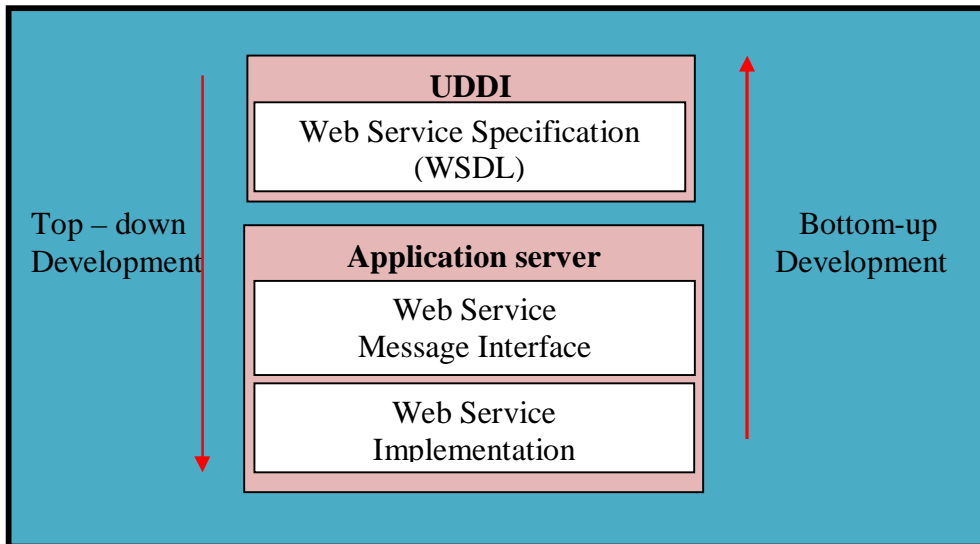 UDDI
Web Service Specification
(WSDL)
Top – down
Development
Application server
Web Service
Message Interface
Web Service
Implementation
Bottom-up
Development